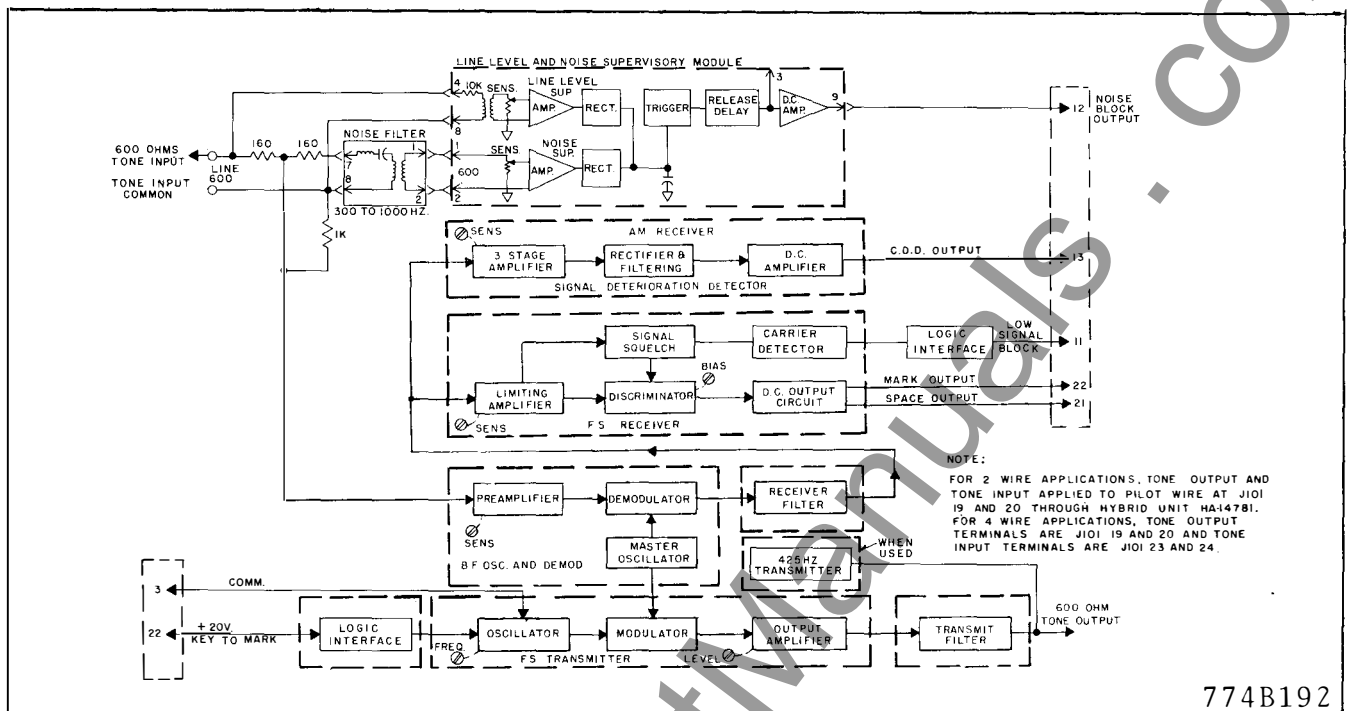 LINE LEVEL AND NOISE SUPERVISORY MODULE
4
10K
SENS.
LINE LEVEL
SUP
AMP.
RECT.
TRIGGER
RELEASE
DELAY
3
D.C.
AMP.
9
12
NOISE
BLOCK
OUTPUT
8
600 OHMS
TONE INPUT
160
160
NOISE FILTER
1
7
8
2
1
SENS.
NOISE
SUP.
AMP.
RECT.
600
2
LINE
600
TONE INPUT
COMMON
300 TO 1000HZ.
1K
SENS
AM RECEIVER
3 STAGE
AMPLIFIER
RECTIFIER &
FILTERING
D.C.
AMPLIFIER
C.O.D. OUTPUT
13
SIGNAL DETERIORATION DETECTOR
SIGNAL
SQUELCH
CARRIER
DETECTOR
LOGIC
INTERFACE
LOW
SIGNAL
BLOCK
11
BIAS
LIMITING
AMPLIFIER
DISCRIMINATOR
D.C. OUTPUT
CIRCUIT
MARK OUTPUT
22
SPACE OUTPUT
21
SENS
FS RECEIVER
NOTE:
FOR 2 WIRE APPLICATIONS, TONE OUTPUT AND
TONE INPUT APPLIED TO PILOT WIRE AT J101
19 AND 20 THROUGH HYBRID UNIT HA-14781.
FOR 4 WIRE APPLICATIONS, TONE OUTPUT
TERMINALS ARE J101 19 AND 20 AND TONE
INPUT TERMINALS ARE J101 23 AND 24.
PREAMPLIFIER
DEMODULATOR
RECEIVER
FILTER
SENS
MASTER
OSCILLATOR
B F OSC. AND DEMOD
WHEN
USED
425HZ
TRANSMITTER
3
COMM.
22
+ 20V.
KEY TO MARK
LOGIC
INTERFACE
OSCILLATOR
MODULATOR
OUTPUT
AMPLIFIER
TRANSMIT
FILTER
600 OHM
TONE OUTPUT
FREQ.
FS TRANSMITTER
LEVEL
774B192
tManuals . co